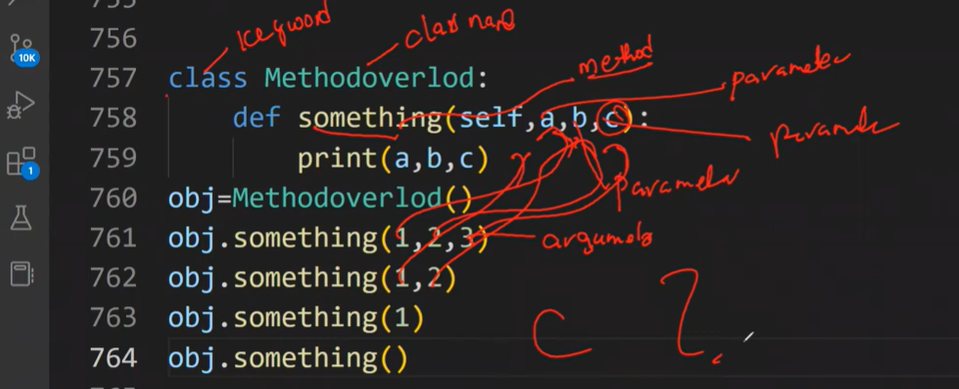 755
keyword
class name
756
10K
757 class Methodoverlod:
method
parameter
758 def something(self,a,b,c):
parameter
759 print(a,b,c)
1
parameter
760 obj=Methodoverlod()
761 obj.something(1,2,3)
arguments
762 obj.something(1,2)
763 obj.something(1)
c ?
764 obj.something()